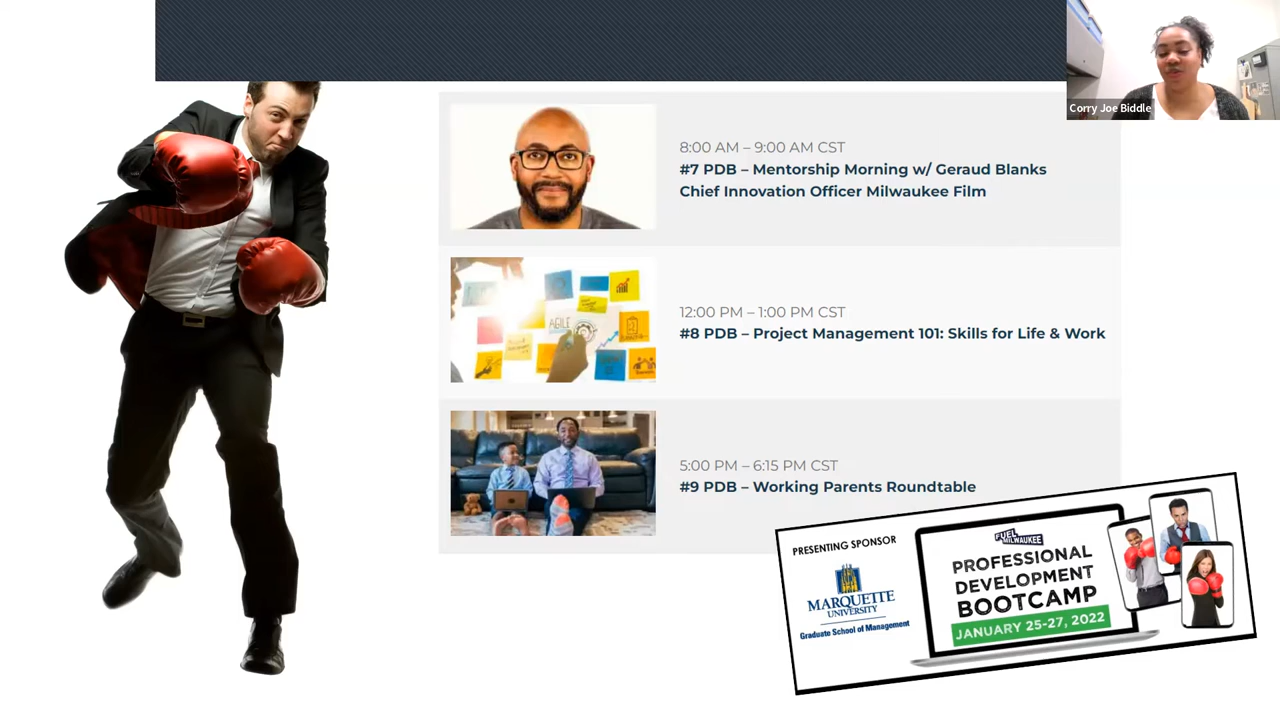 Corry Joe Biddle
8:00 AM – 9:00 AM CST
#7 PDB – Mentorship Morning w/ Geraud Blanks
Chief Innovation Officer Milwaukee Film
AGILE
12:00 PM – 1:00 PM CST
#8 PDB – Project Management 101: Skills for Life & Work
5:00 PM – 6:15 PM CST
#9 PDB – Working Parents Roundtable
PRESENTING SPONSOR
MARQUETTE
UNIVERSITY
Graduate School of Management
FUEL
MILWAUKEE
PROFESSIONAL
DEVELOPMENT
BOOTCAMP
JANUARY 25-27, 2022